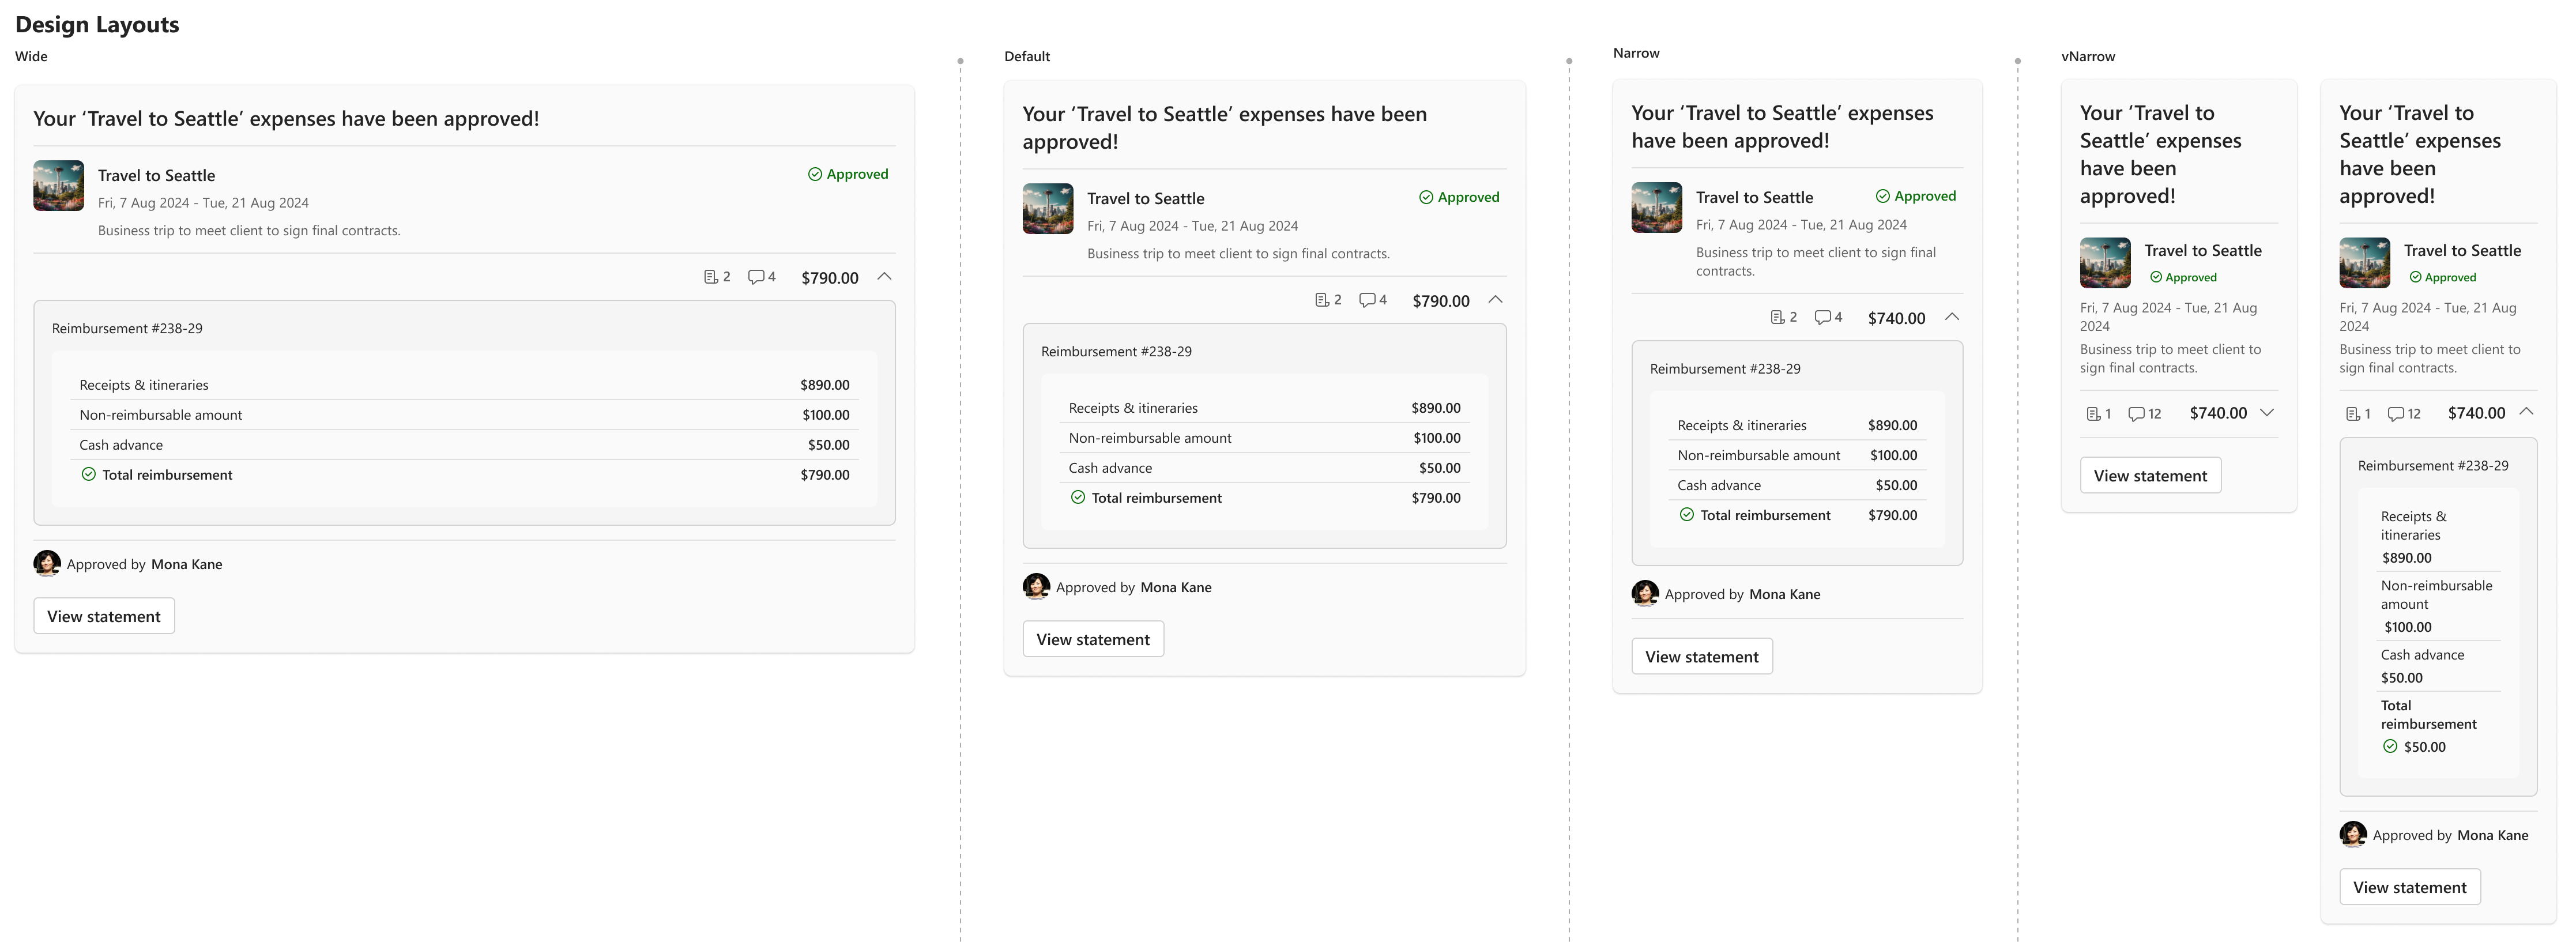 Design Layouts
Wide
Your ‘Travel to Seattle’ expenses have been approved!
Travel to Seattle
Approved
Fri, 7 Aug 2024 - Tue, 21 Aug 2024
Business trip to meet client to sign final contracts.
2 4 $790.00
Reimbursement #238-29
Receipts & itineraries $890.00
Non-reimbursable amount $100.00
Cash advance $50.00
Total reimbursement $790.00
Approved by Mona Kane
View statement
Default
Your ‘Travel to Seattle’ expenses have been
approved!
Travel to Seattle
Approved
Fri, 7 Aug 2024 - Tue, 21 Aug 2024
Business trip to meet client to sign final contracts.
2 4 $790.00
Reimbursement #238-29
Receipts & itineraries $890.00
Non-reimbursable amount $100.00
Cash advance $50.00
Total reimbursement $790.00
Approved by Mona Kane
View statement
Narrow
Your ‘Travel to Seattle’ expenses
have been approved!
Travel to Seattle
Approved
Fri, 7 Aug 2024 - Tue, 21 Aug 2024
Business trip to meet client to sign final
contracts.
2 4 $740.00
Reimbursement #238-29
Receipts & itineraries $890.00
Non-reimbursable amount $100.00
Cash advance $50.00
Total reimbursement $790.00
Approved by Mona Kane
View statement
vNarrow
Your ‘Travel to
Seattle’ expenses
have been
approved!
Travel to Seattle
Approved
Fri, 7 Aug 2024 - Tue, 21 Aug
2024
Business trip to meet client to
sign final contracts.
1 12 $740.00
View statement
Your ‘Travel to
Seattle’ expenses
have been
approved!
Travel to Seattle
Approved
Fri, 7 Aug 2024 - Tue, 21 Aug
2024
Business trip to meet client to
sign final contracts.
1 12 $740.00
Reimbursement #238-29
Receipts &
itineraries
$890.00
Non-reimbursable
amount
$100.00
Cash advance
$50.00
Total
reimbursement
$50.00
Approved by Mona Kane
View statement